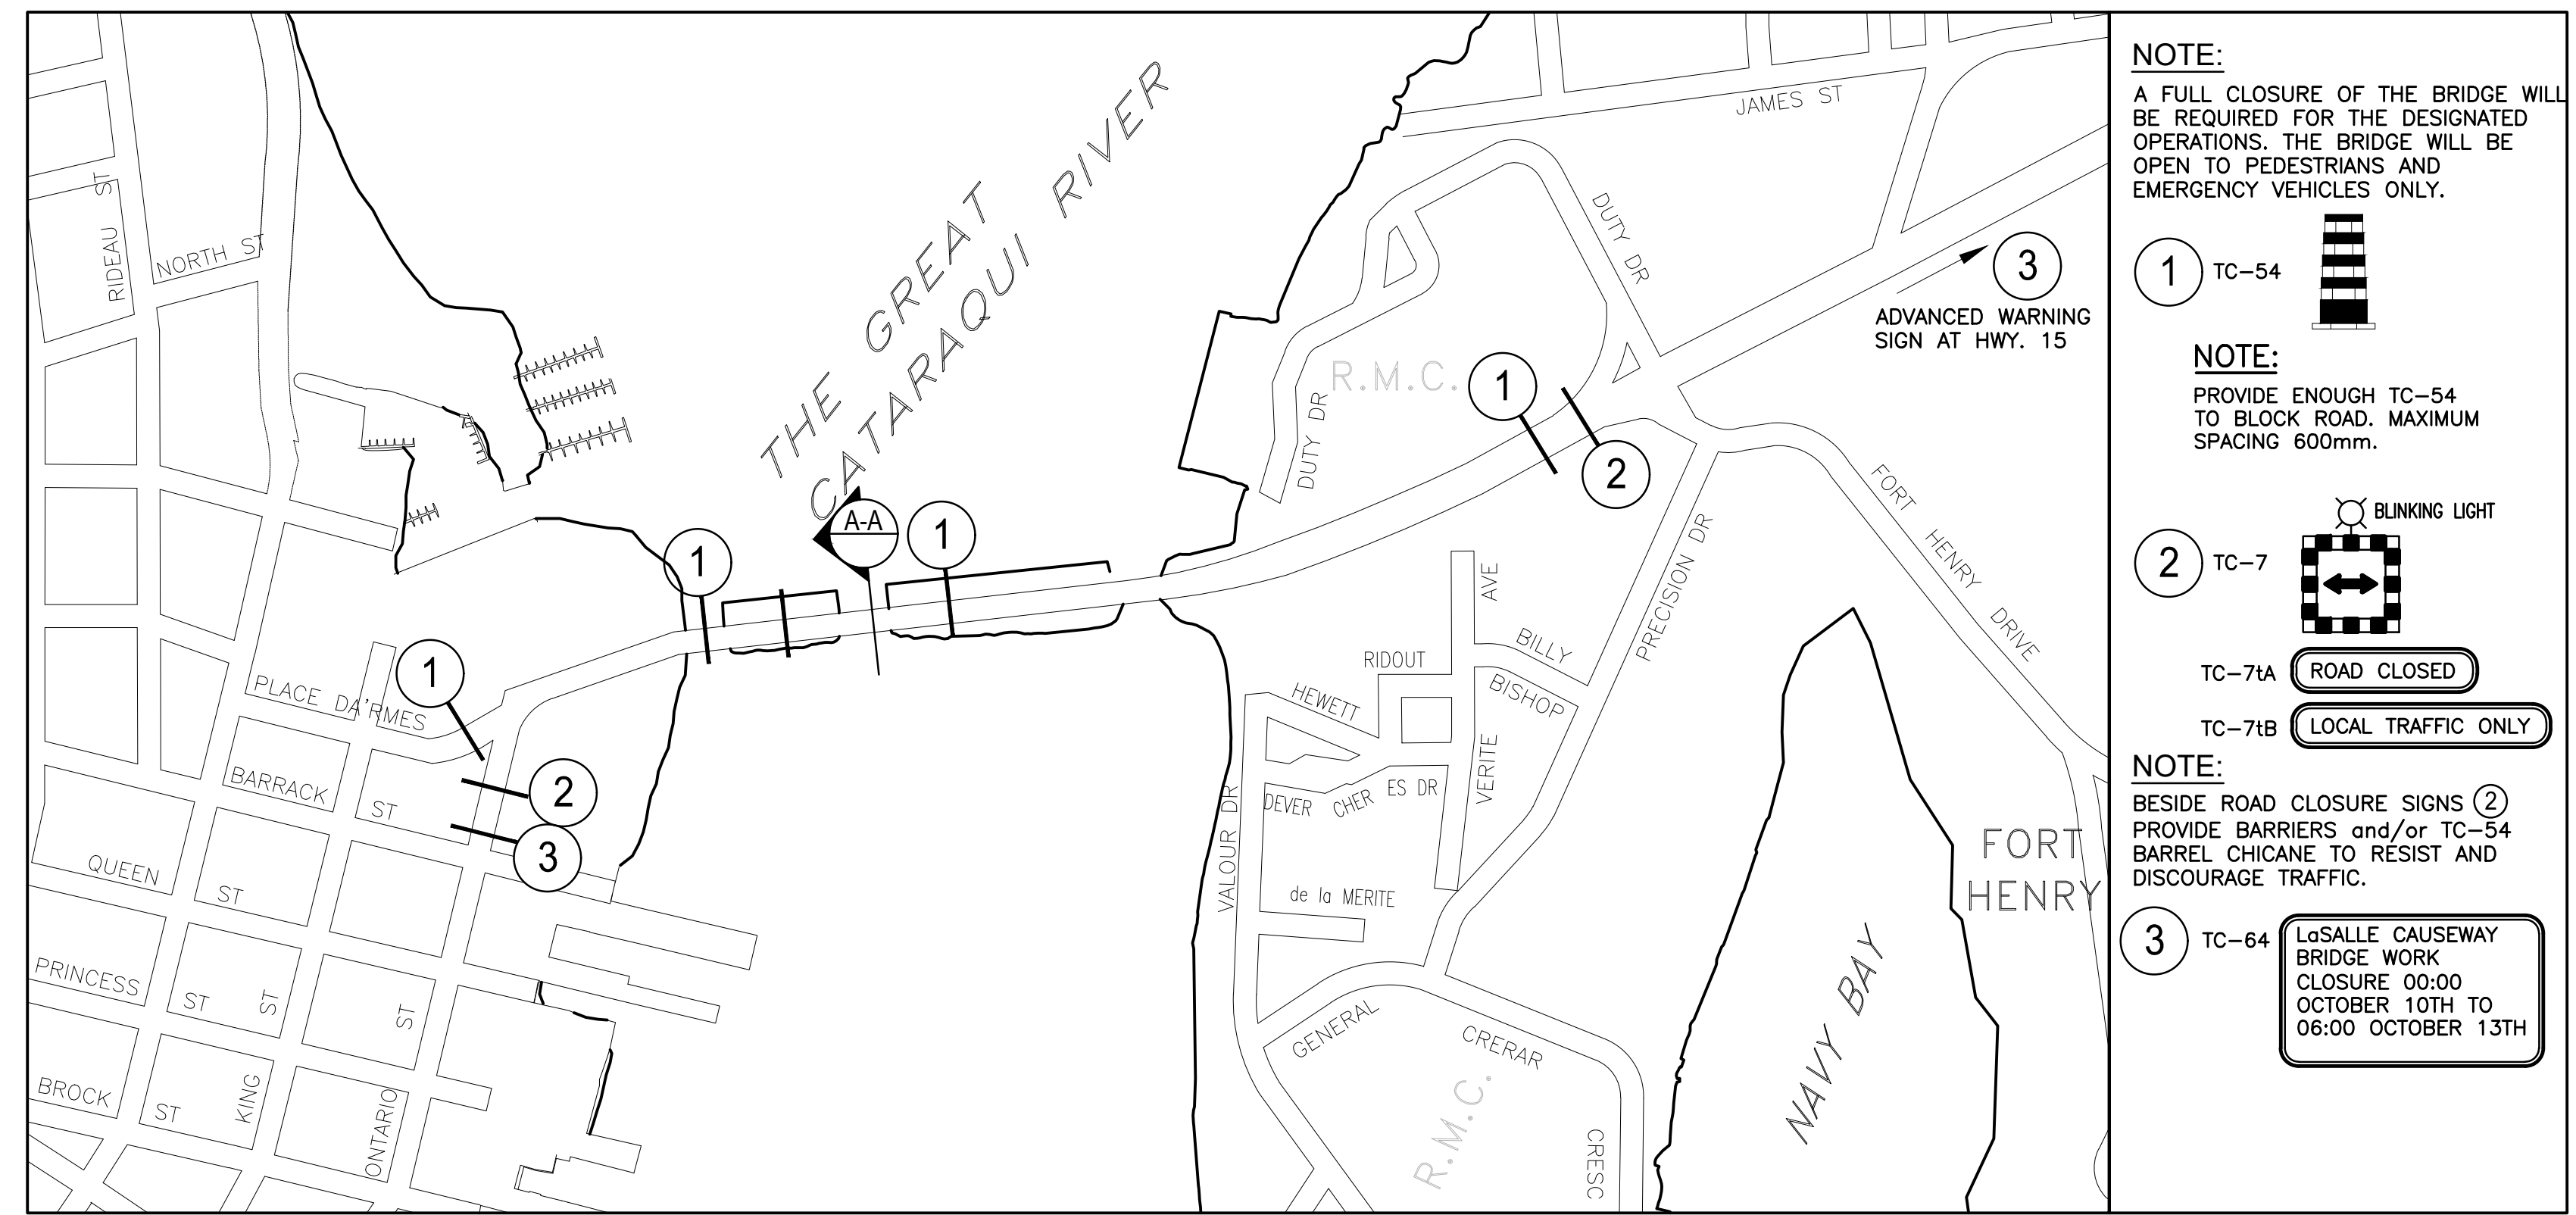 RIDEAU ST
NORTH ST
THE GREAT
CATARAQUI RIVER
JAMES ST
DUTY DR
3
ADVANCED WARNING
SIGN AT HWY. 15
R.M.C.
DUTY DR
1
2
1
A-A
1
1
PLACE DA'RMES
BARRACK
ST
2
3
QUEEN
ST
PRINCESS
ST
ST
ST
BROCK
ST
KING
ONTARIO
FORT HENRY DRIVE
PRECISION DR
AVE
BILLY
BISHOP
RIDOUT
HEWETT
VERITE
DEVER CHER ES DR
VALOUR DR
de la MERITE
GENERAL
CRERAR
CRESC
R.M.C.
NAVY BAY
FORT
HENRY
NOTE:
A FULL CLOSURE OF THE BRIDGE WILL
BE REQUIRED FOR THE DESIGNATED
OPERATIONS. THE BRIDGE WILL BE
OPEN TO PEDESTRIANS AND
EMERGENCY VEHICLES ONLY.
1 TC-54
NOTE:
PROVIDE ENOUGH TC-54
TO BLOCK ROAD. MAXIMUM
SPACING 600mm.
BLINKING LIGHT
2 TC-7
TC-7tA ROAD CLOSED
TC-7tB LOCAL TRAFFIC ONLY
NOTE:
BESIDE ROAD CLOSURE SIGNS 2
PROVIDE BARRIERS and/or TC-54
BARREL CHICANE TO RESIST AND
DISCOURAGE TRAFFIC.
3 TC-64
LaSALLE CAUSEWAY
BRIDGE WORK
CLOSURE 00:00
OCTOBER 10TH TO
06:00 OCTOBER 13TH